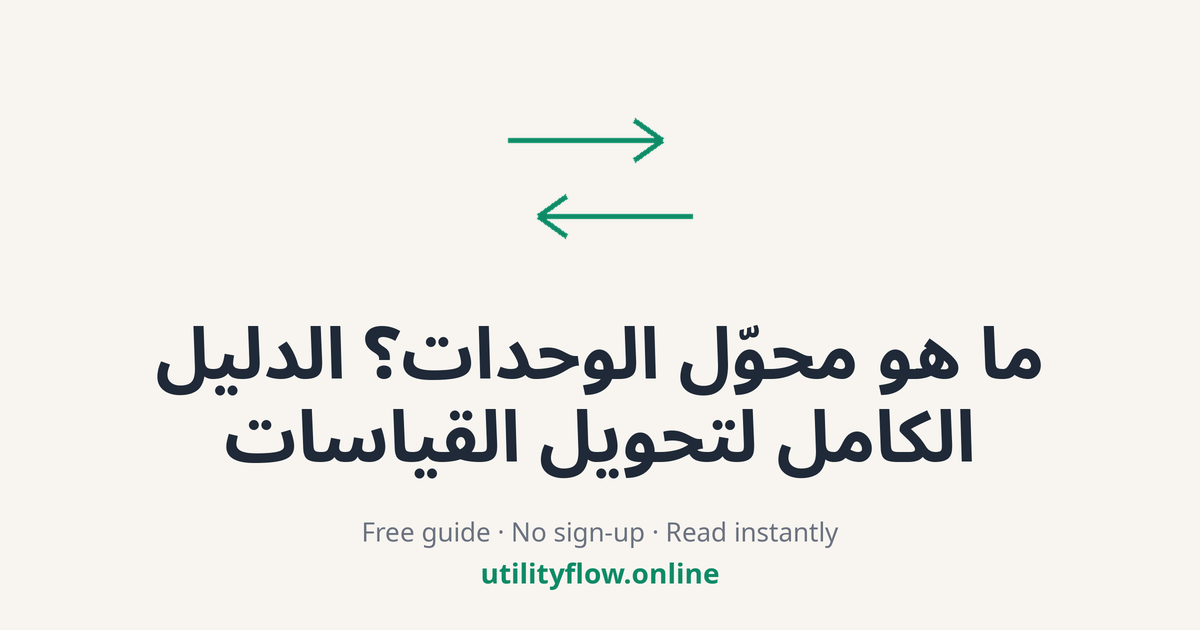 ما هو محوّل الوحدات؟ الدليل
الكامل لتحويل القياسات
Free guide · No sign-up · Read instantly
utilityflow.online